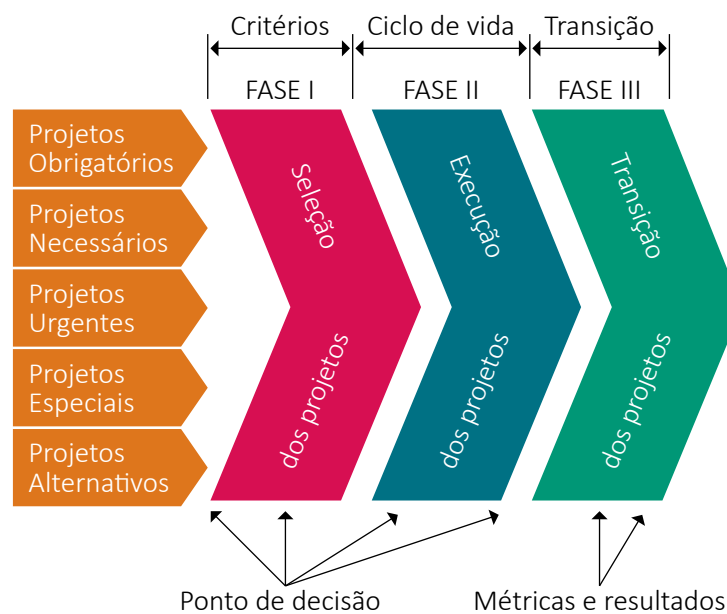 Critérios
Ciclo de vida
Transição
FASE I
FASE II
FASE III
Projetos
Obrigatórios
Projetos
Necessários
Projetos
Urgentes
Projetos
Especiais
Projetos
Alternativos
Seleção
dos projetos
Execução
dos projetos
Transição
dos projetos
Ponto de decisão
Métricas e resultados